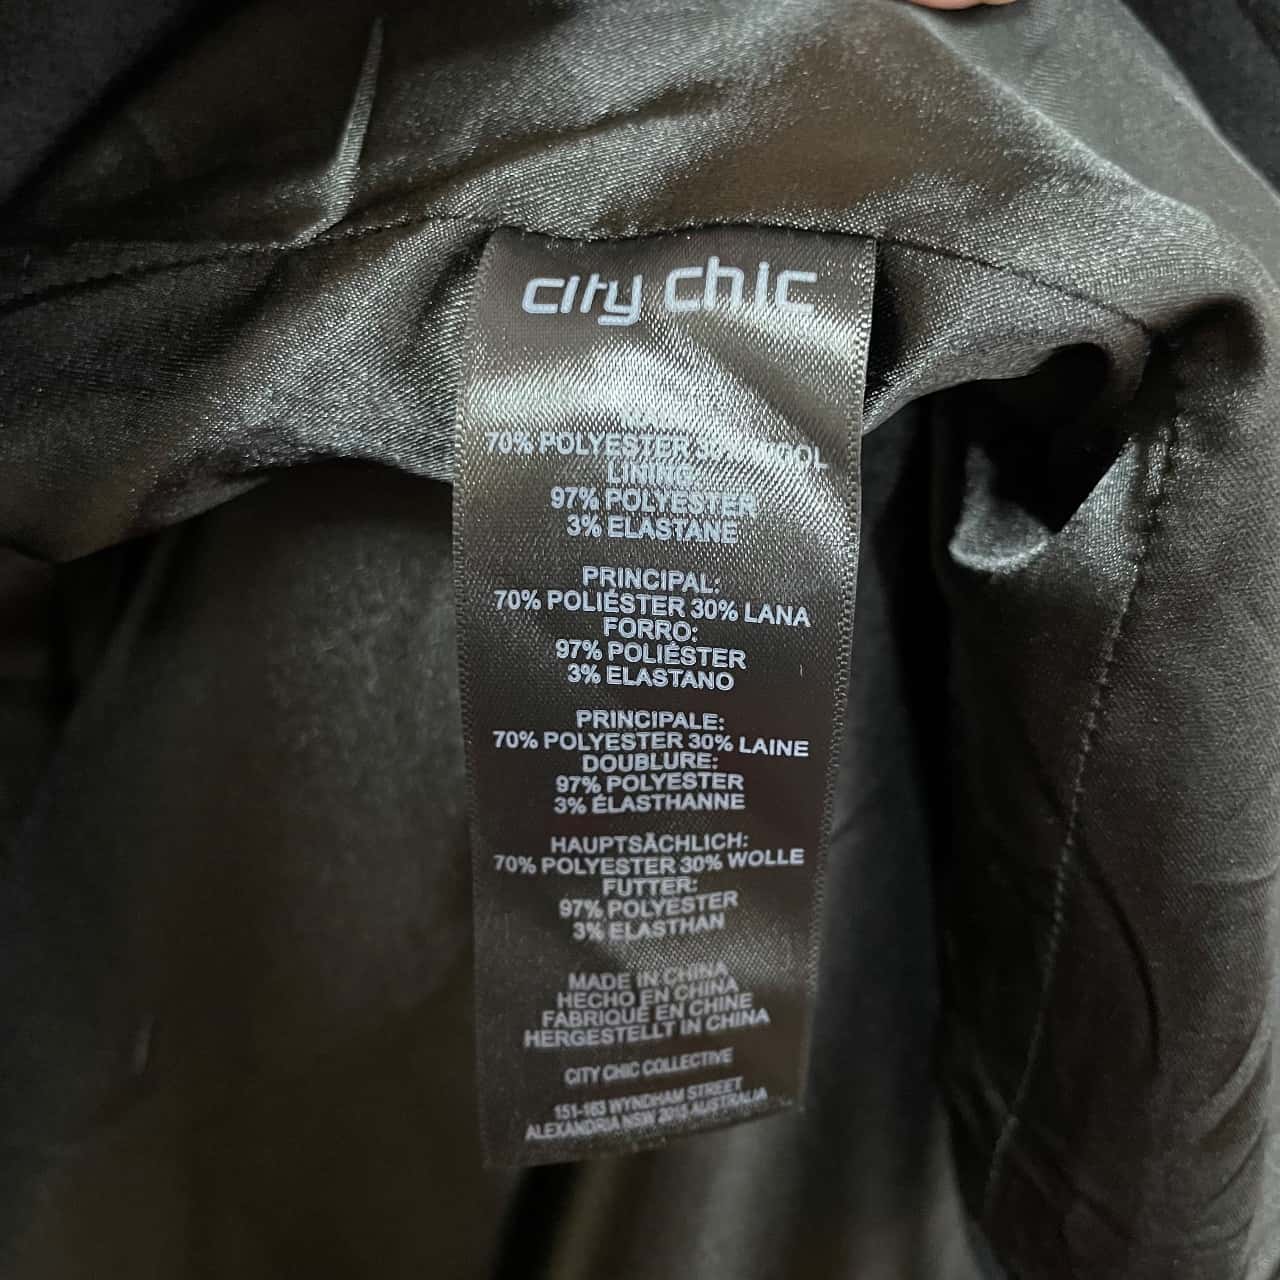 city chic
70% POLYESTER 30% WOOL
LINING:
97% POLYESTER
3% ELASTANE
PRINCIPAL:
70% POLIÉSTER 30% LANA
FORRO:
97% POLIÉSTER
3% ELASTANO
PRINCIPALE:
70% POLYESTER 30% LAINE
DOUBLURE:
97% POLYESTER
3% ÉLASTHANNE
HAUPTSÄCHLICH:
70% POLYESTER 30% WOLLE
FUTTER:
97% POLYESTER
3% ELASTHAN
MADE IN CHINA
HECHO EN CHINA
FABRIQUÉ EN CHINE
HERGESTELLT IN CHINA
CITY CHIC COLLECTIVE
151-163 WYNDHAM STREET
ALEXANDRIA NSW 2015 AUSTRALIA